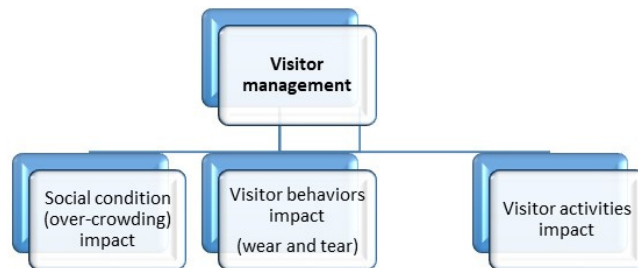 Visitor
management
Social condition
(over-crowding)
impact
Visitor behaviors
impact
(wear and tear)
Visitor activities
impact